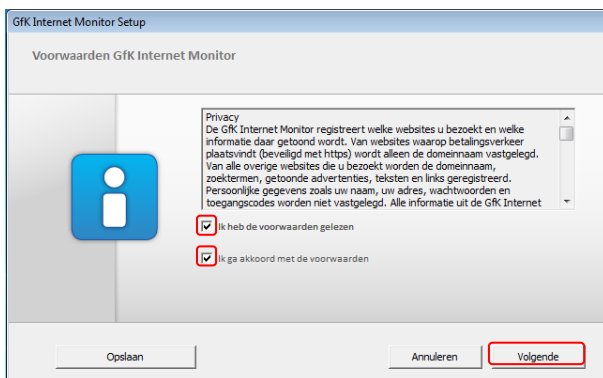 GfK Internet Monitor Setup
Voorwaarden GfK Internet Monitor
Privacy
De GfK Internet Monitor registreert welke websites u bezoekt en welke
informatie daar getoond wordt. Van websites waarop betalingsverkeer
plaatsvindt (beveiligd met https) wordt alleen de domeinnaam vastgelegd.
Van alle overige websites die u bezoekt worden de domeinnaam,
zoektermen, getoonde advertenties, teksten en links geregistreerd.
Persoonlijke gegevens zoals uw naam, uw adres, wachtwoorden en
toegangscodes worden niet vastgelegd. Alle informatie uit de GfK Internet
Ik heb de voorwaarden gelezen
Ik ga akkoord met de voorwaarden
Opslaan
Annuleren
Volgende